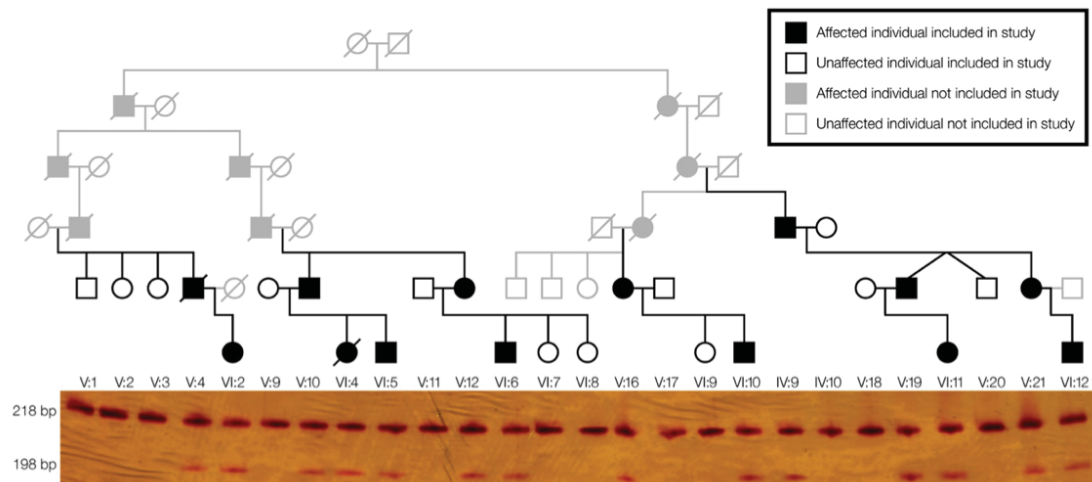 Affected individual included in study
Unaffected individual included in study
Affected individual not included in study
Unaffected individual not included in study
V:1 V:2 V:3 V:4 VI:2 V:9 V:10 VI:4 VI:5 V:11 V:12 VI:6 VI:7 VI:8 V:16 V:17 VI:9 VI:10 IV:9 IV:10 V:18 V:19 VI:11 V:20 V:21 VI:12
218 bp
198 bp